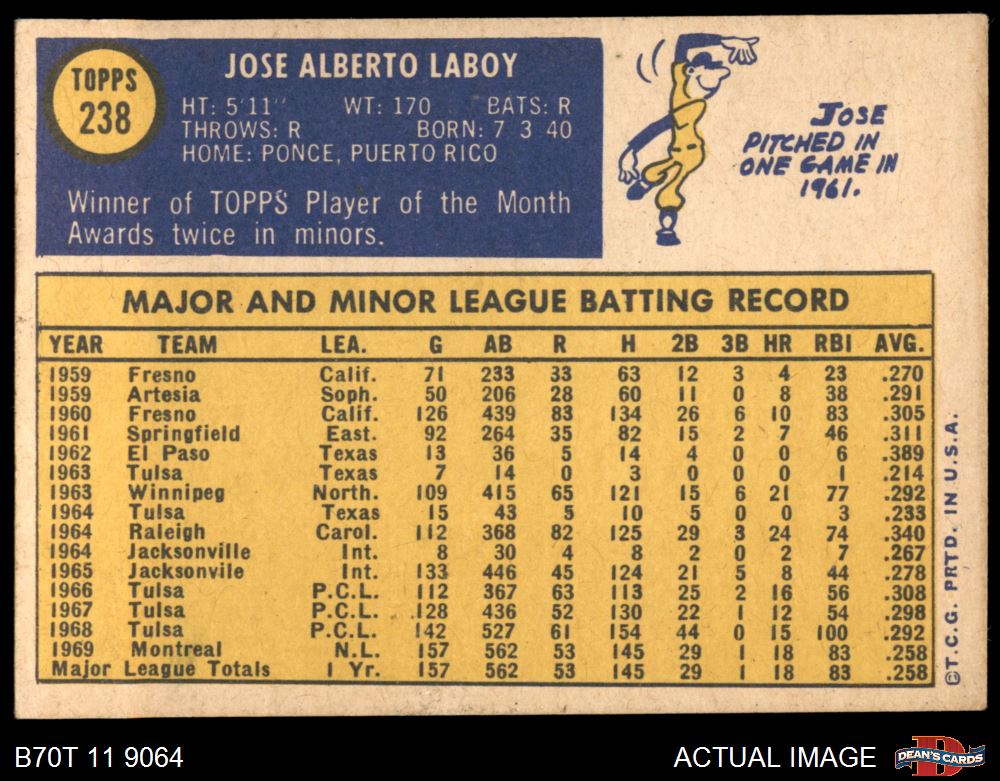 TOPPS
238
JOSE ALBERTO LABOY
HT: 5'11" WT: 170 BATS: R
THROWS: R BORN: 7 3 40
HOME: PONCE, PUERTO RICO
Winner of TOPPS Player of the Month
Awards twice in minors.
JOSE
PITCHED IN
ONE GAME IN
1961.
MAJOR AND MINOR LEAGUE BATTING RECORD
YEAR TEAM LEA. G AB R H 2B 3B HR RBI AVG.
1959 Fresno Calif. 71 233 33 63 12 3 4 23 .270
1959 Artesia Soph. 50 206 28 60 11 0 8 38 .291
1960 Fresno Calif. 126 439 83 134 26 6 10 83 .305
1961 Springfield East. 92 264 35 82 15 2 7 46 .311
1962 El Paso Texas 13 36 5 14 4 0 0 6 .389
1963 Tulsa Texas 7 14 0 3 0 0 0 1 .214
1963 Winnipeg North. 109 415 65 121 15 6 21 77 .292
1964 Tulsa Texas 15 43 5 10 5 0 0 3 .233
1964 Raleigh Carol. 112 368 82 125 29 3 24 74 .340
1964 Jacksonville Int. 8 30 4 8 2 0 2 7 .267
1965 Jacksonvile Int. 133 446 45 124 21 5 8 44 .278
1966 Tulsa P.C.L. 112 367 63 113 25 2 16 56 .308
1967 Tulsa P.C.L. 128 436 52 130 22 1 12 54 .298
1968 Tulsa P.C.L. 142 527 61 154 44 0 15 100 .292
1969 Montreal N.L. 157 562 53 145 29 1 18 83 .258
Major League Totals 1 Yr. 157 562 53 145 29 1 18 83 .258
©T.C.G. PRTD. IN U.S.A.
B70T 11 9064
ACTUAL IMAGE
DEAN'S CARDS